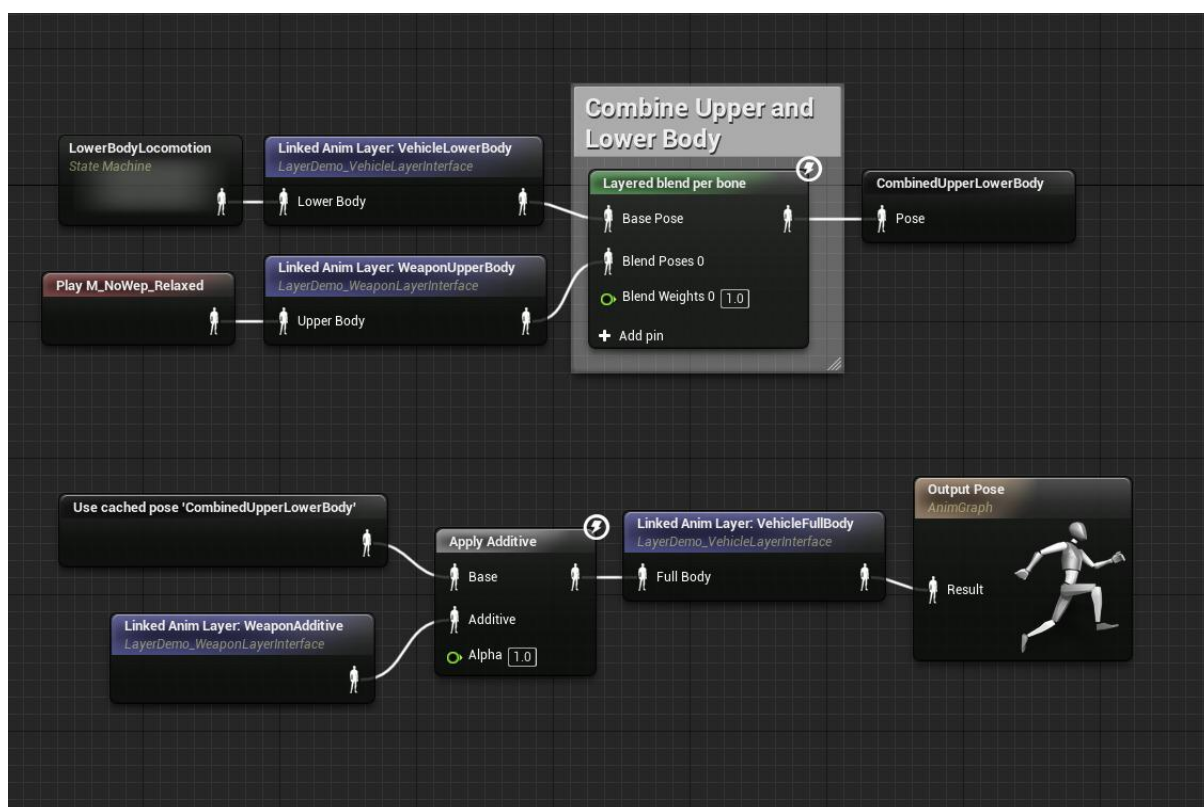 Combine Upper and
Lower Body
LowerBodyLocomotion
State Machine
Linked Anim Layer: VehicleLowerBody
LayerDemo_VehicleLayerInterface
Lower Body
Layered blend per bone
Base Pose
Blend Poses 0
Blend Weights 0 1.0
Add pin
CombinedUpperLowerBody
Pose
Play M_NoWep_Relaxed
Linked Anim Layer: WeaponUpperBody
LayerDemo_WeaponLayerInterface
Upper Body
Use cached pose 'CombinedUpperLowerBody'
Linked Anim Layer: WeaponAdditive
LayerDemo_WeaponLayerInterface
Apply Additive
Base
Additive
Alpha 1.0
Linked Anim Layer: VehicleFullBody
LayerDemo_VehicleLayerInterface
Full Body
Output Pose
AnimGraph
Result